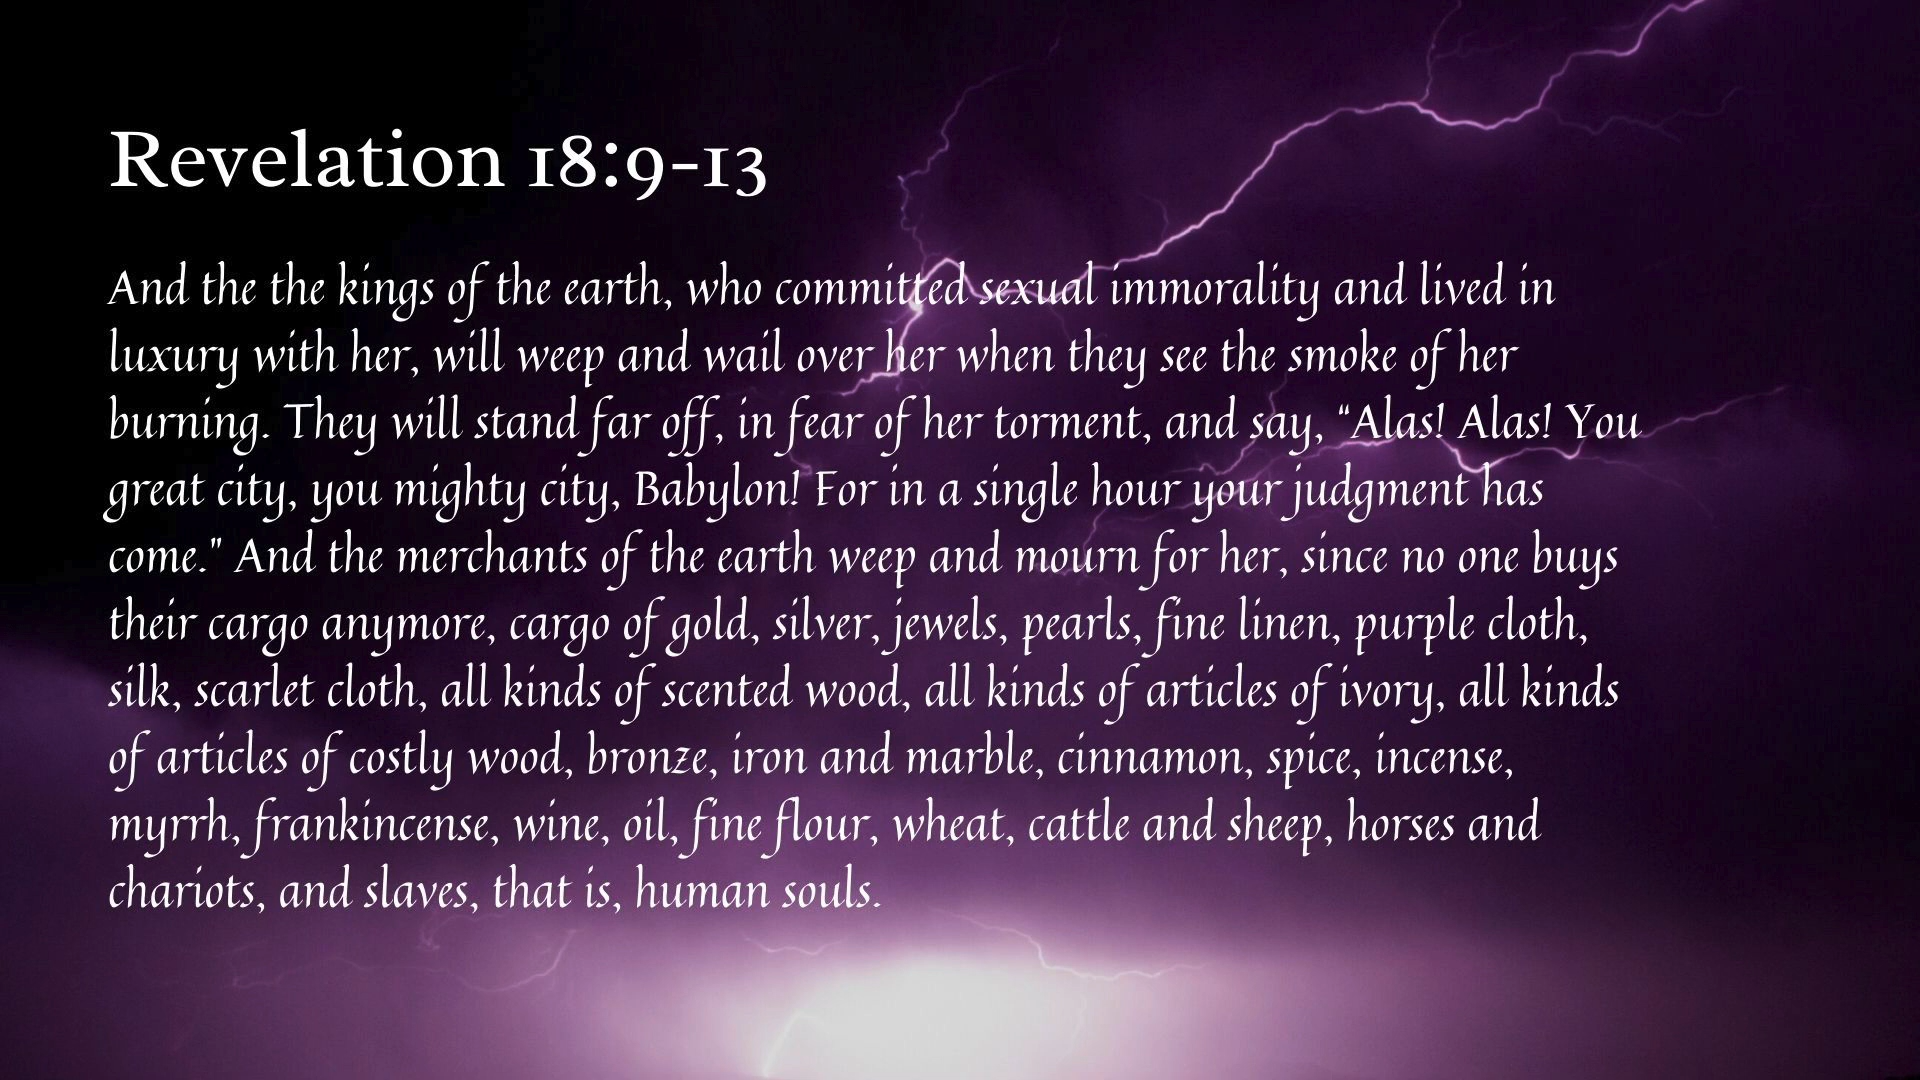 Revelation 18:9-13
And the the kings of the earth, who committed sexual immorality and lived in
luxury with her, will weep and wail over her when they see the smoke of her
burning. They will stand far off, in fear of her torment, and say, “Alas! Alas! You
great city, you mighty city, Babylon! For in a single hour your judgment has
come." And the merchants of the earth weep and mourn for her, since no one buys
their cargo anymore, cargo of gold, silver, jewels, pearls, fine linen, purple cloth,
silk, scarlet cloth, all kinds of scented wood, all kinds of articles of ivory, all kinds
of articles of costly wood, bronze, iron and marble, cinnamon, spice, incense,
myrrh, frankincense, wine, oil, fine flour, wheat, cattle and sheep, horses and
chariots, and slaves, that is, human souls.